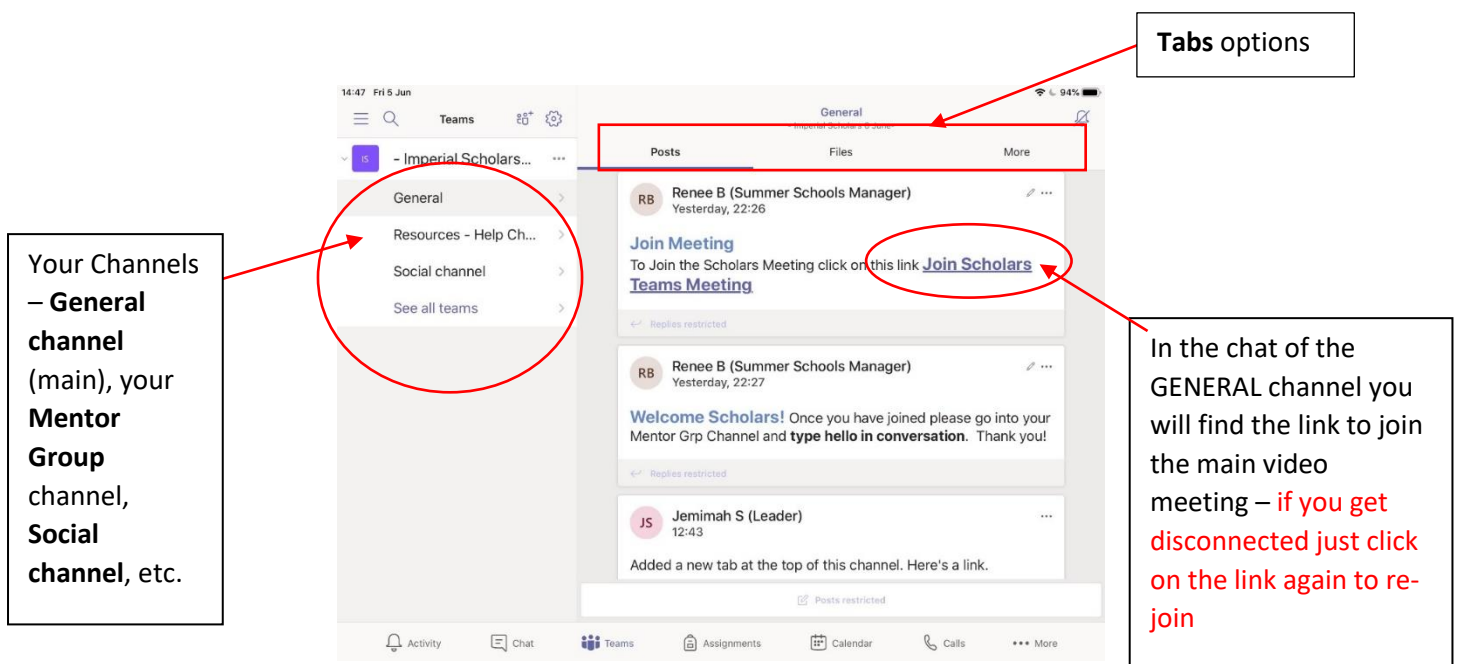 Tabs options
14:47 Fri 5 Jun
94%
Teams
General
- Imperial Scholars 6 June-
IS - Imperial Scholars... ...
Posts Files More
General
Resources - Help Ch...
Social channel
See all teams
RB Renee B (Summer Schools Manager) ...
Yesterday, 22:26
Join Meeting
To Join the Scholars Meeting click on this link Join Scholars
Teams Meeting
Replies restricted
RB Renee B (Summer Schools Manager) ...
Yesterday, 22:27
Welcome Scholars! Once you have joined please go into your
Mentor Grp Channel and type hello in conversation. Thank you!
Replies restricted
JS Jemimah S (Leader) ...
12:43
Added a new tab at the top of this channel. Here's a link.
Posts restricted
Activity Chat Teams Assignments Calendar Calls ... More
Your Channels
– General
channel
(main), your
Mentor
Group
channel,
Social
channel, etc.
In the chat of the
GENERAL channel you
will find the link to join
the main video
meeting – if you get
disconnected just click
on the link again to re-
join